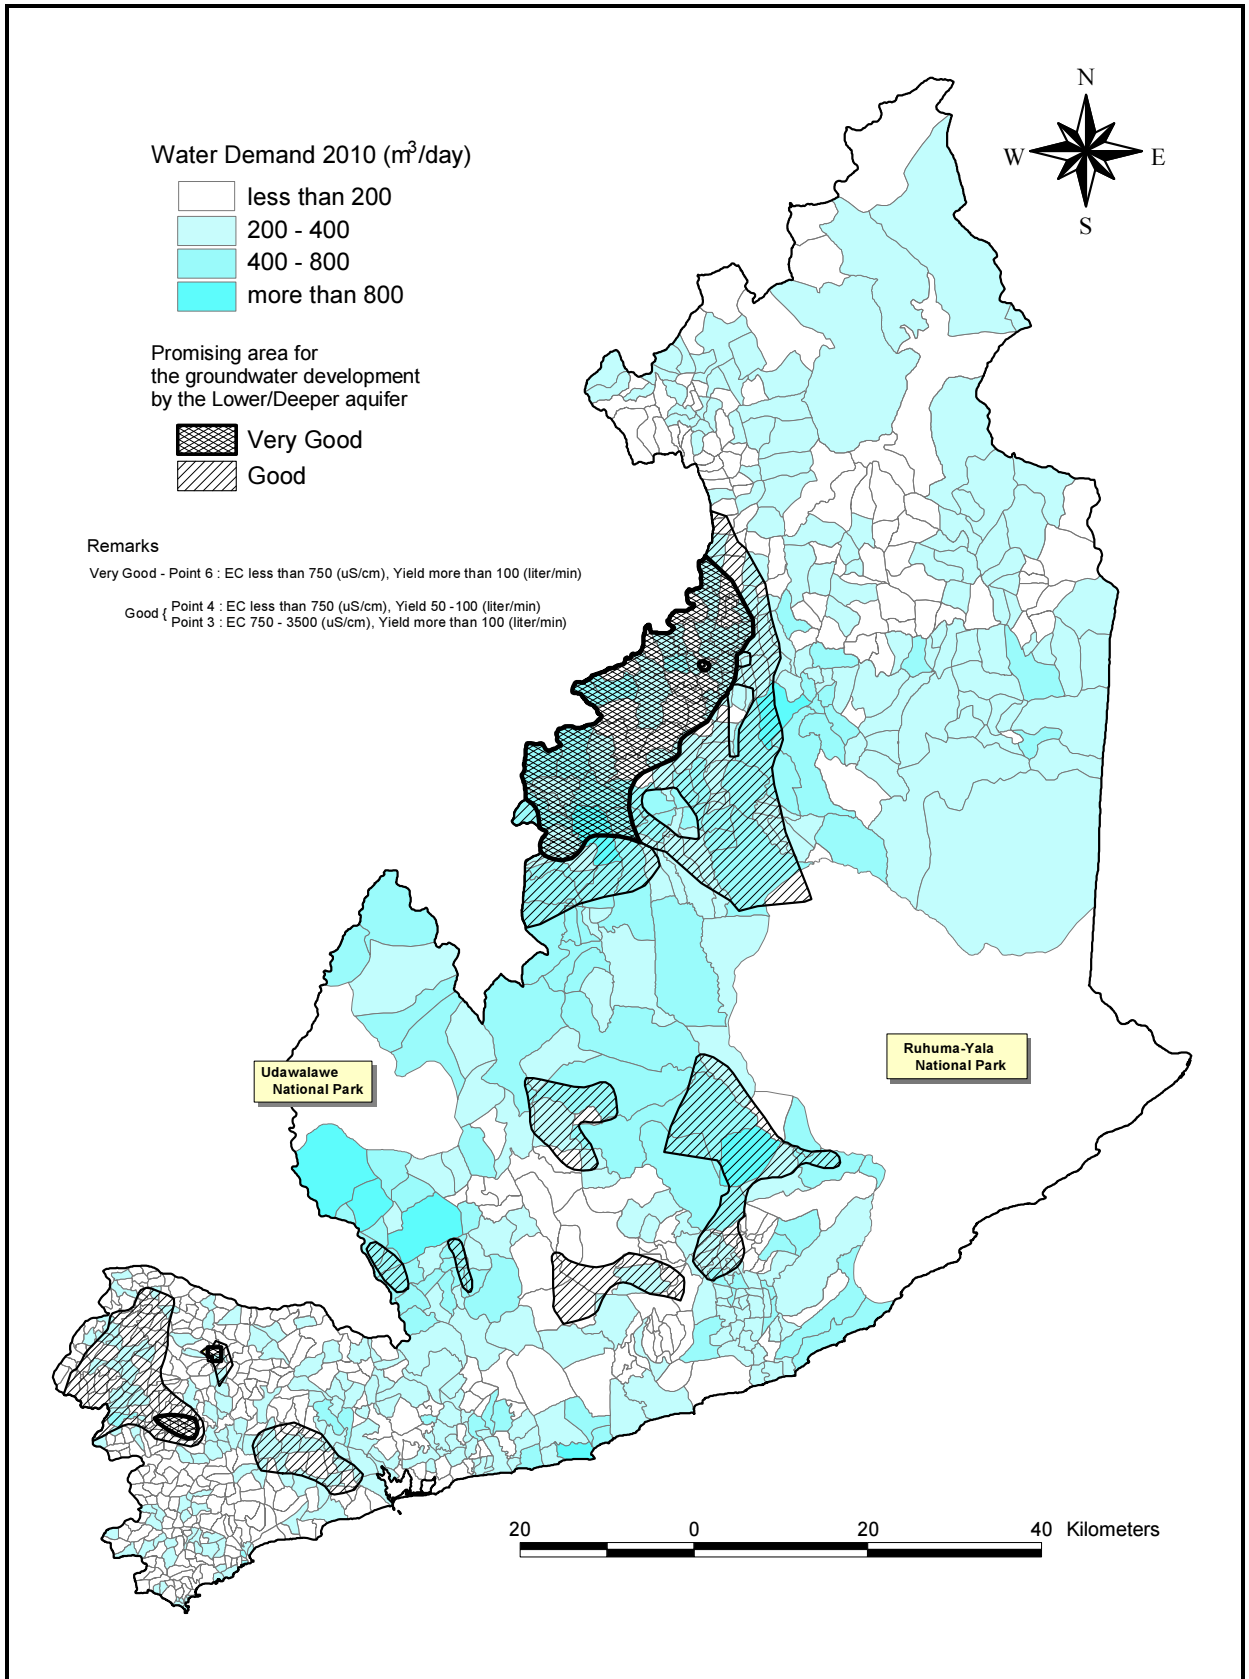 N
W E
S
Water Demand 2010 (m³/day)
less than 200
200 - 400
400 - 800
more than 800
Promising area for
the groundwater development
by the Lower/Deeper aquifer
Very Good
Good
Remarks
Very Good - Point 6 : EC less than 750 (uS/cm), Yield more than 100 (liter/min)
Good { Point 4 : EC less than 750 (uS/cm), Yield 50 -100 (liter/min)
Point 3 : EC 750 - 3500 (uS/cm), Yield more than 100 (liter/min)
Ruhuma-Yala
National Park
Udawalawe
National Park
20 0 20 40 Kilometers